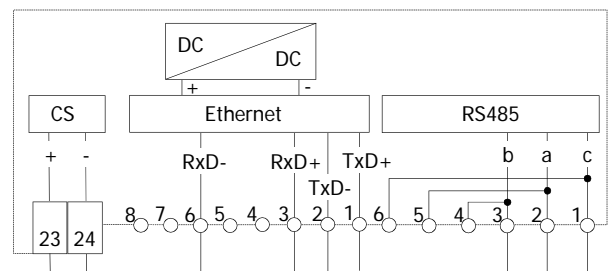 DC
DC
+ -
CS Ethernet RS485
+ - RxD- RxD+ TxD+ b a c
TxD-
8 7 6 5 4 3 2 1 6 5 4 3 2 1
23 24